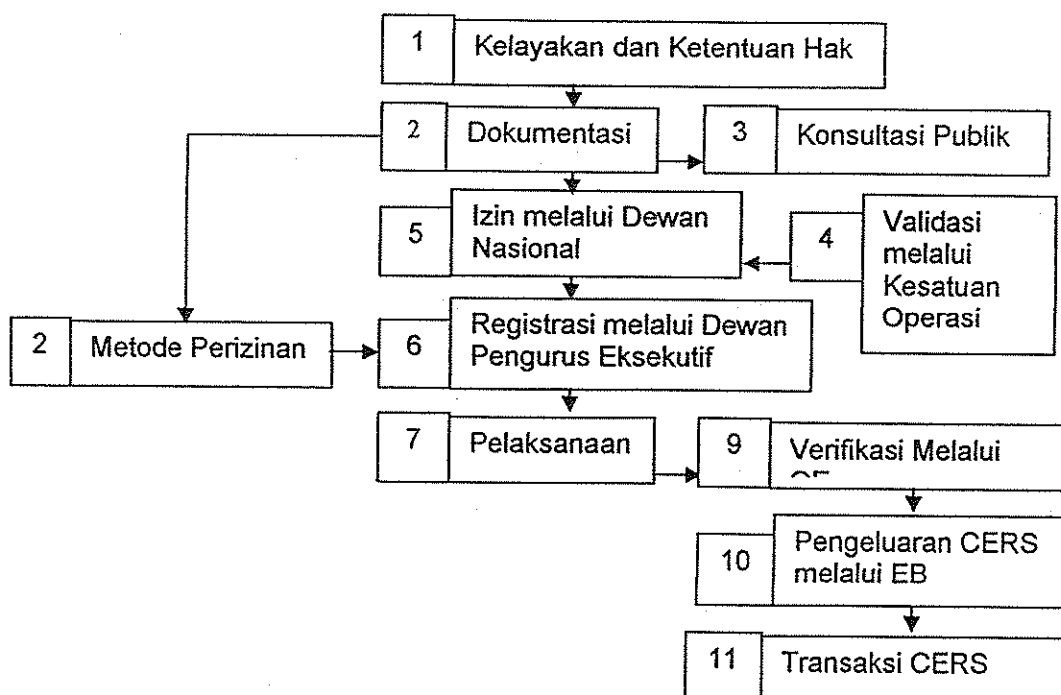 1
Kelayakan dan Ketentuan Hak
2
Dokumentasi
3
Konsultasi Publik
5
Izin melalui Dewan
Nasional
4
Validasi
melalui
Kesatuan
Operasi
2
Metode Perizinan
6
Registrasi melalui Dewan
Pengurus Eksekutif
7
Pelaksanaan
9
Verifikasi Melalui
10
Pengeluaran CERS
melalui EB
11
Transaksi CERS